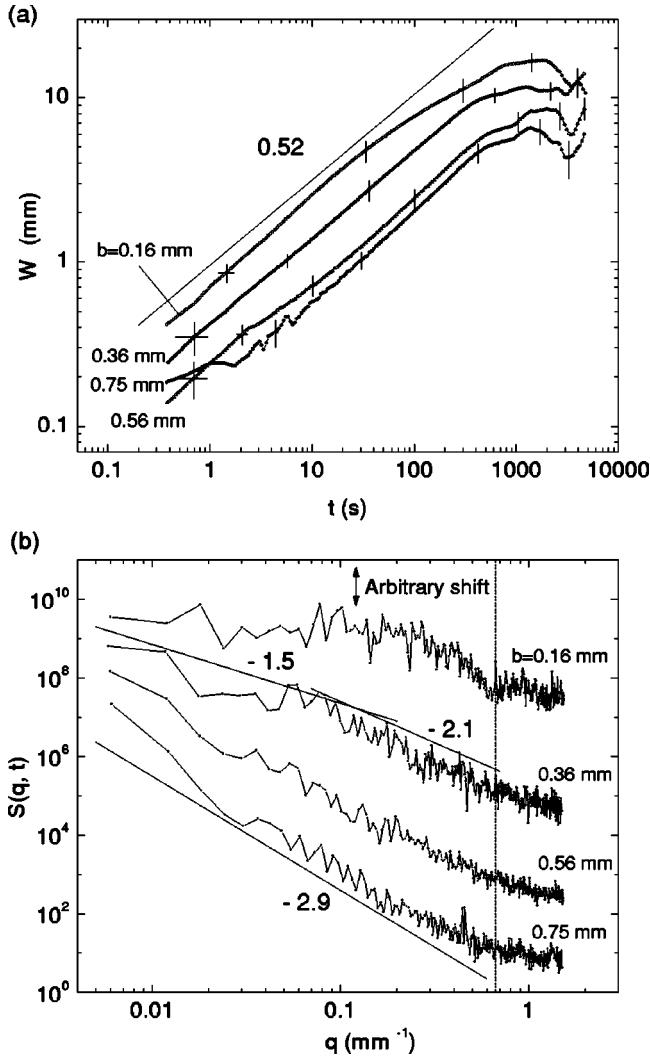 (a)
10
1
0.1
W (mm)
0.52
b=0.16 mm
0.36 mm
0.75 mm
0.56 mm
0.1 1 10 100 1000 10000
t (s)
(b)
10¹⁰
10⁸
10⁶
10⁴
10²
10⁰
S(q, t)
Arbitrary shift
- 1.5
- 2.1
- 2.9
b=0.16 mm
0.36 mm
0.56 mm
0.75 mm
0.01 0.1 1
q (mm⁻¹)